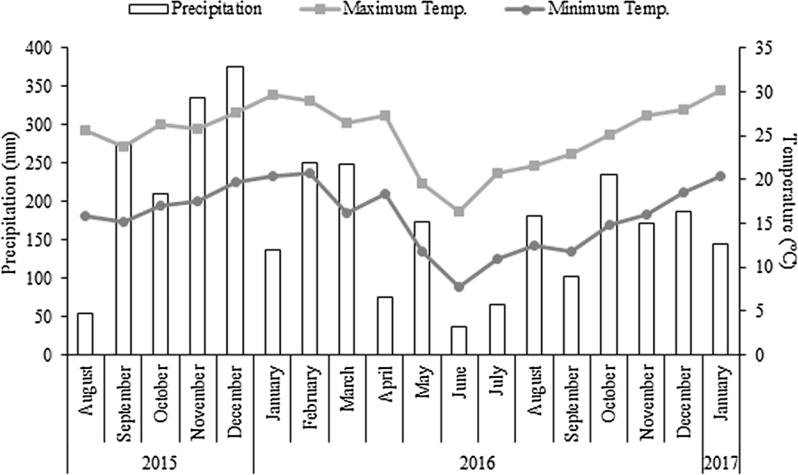 Precipitation Maximum Temp. Minimum Temp.
Precipitation (mm)
400
350
300
250
200
150
100
50
0
35
30
25
20
15
10
5
0
Temperature (°C)
August
September
October
November
December
January
February
March
April
May
June
July
August
September
October
November
December
January
2015 2016 2017